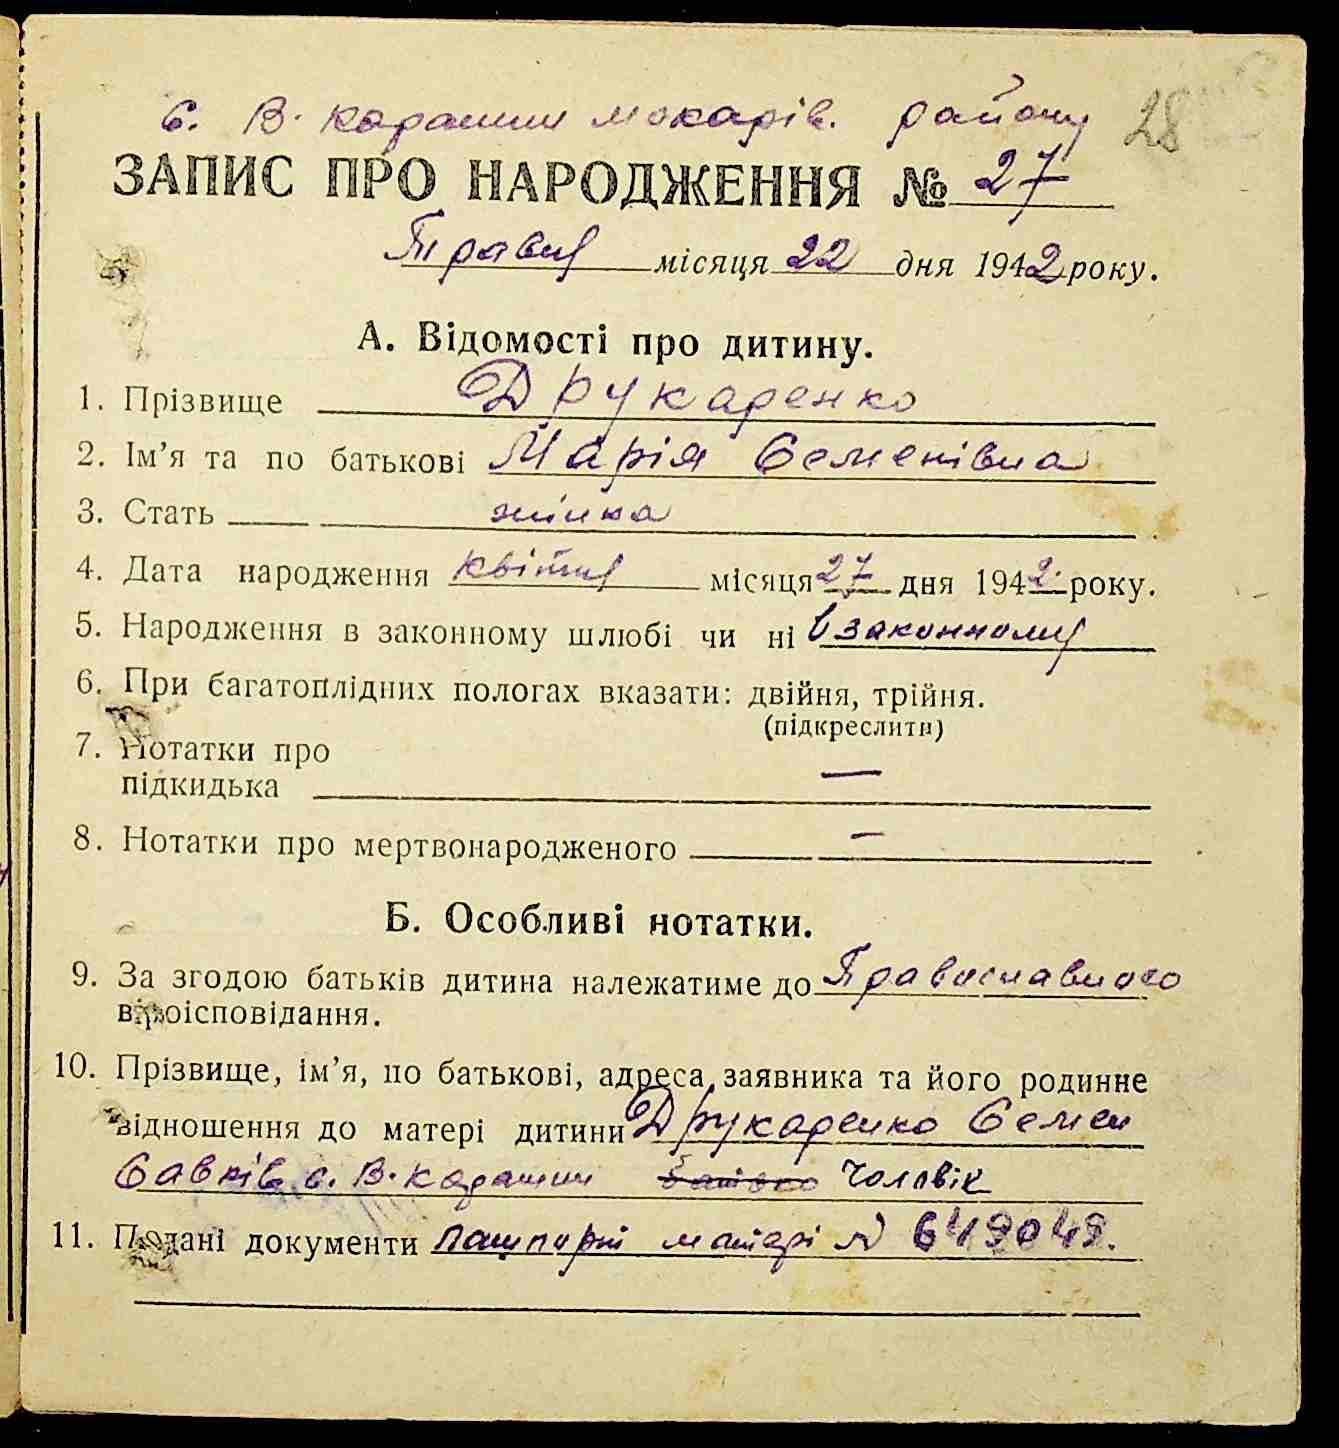 с. В. Карашин Макарів. району
28
ЗАПИС ПРО НАРОДЖЕННЯ № 27
Травня місяця 22 дня 1942 року.
А. Відомості про дитину.
1. Прізвище Друкаренко
2. Ім’я та по батькові Марія Семенівна
3. Стать жінка
4. Дата народження квітня місяця 27 дня 1942 року.
5. Народження в законному шлюбі чи ні в законному
6. При багатоплідних пологах вказати: двійня, трійня.
(підкреслити)
7. Нотатки про
підкидька —
8. Нотатки про мертвонародженого —
Б. Особливі нотатки.
9. За згодою батьків дитина належатиме до Православного
віроісповідання.
10. Прізвище, ім’я, по батькові, адреса заявника та його родинне
відношення до матері дитини Друкаренко Семен
Савків с. В. Карашин батько чоловік
11. Подані документи пашпорт матері № 649049.